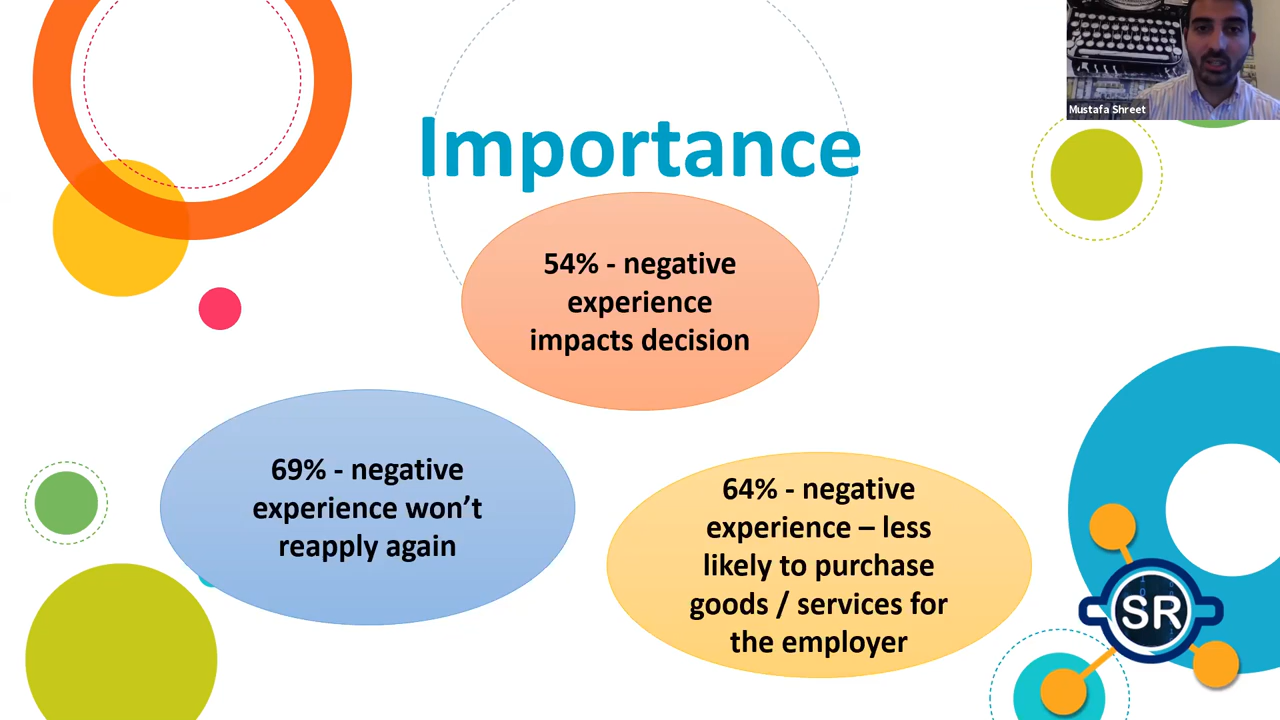 Mustafa Shreet
Importance
54% - negative
experience
impacts decision
69% - negative
experience won’t
reapply again
64% - negative
experience – less
likely to purchase
goods / services for
the employer
SR